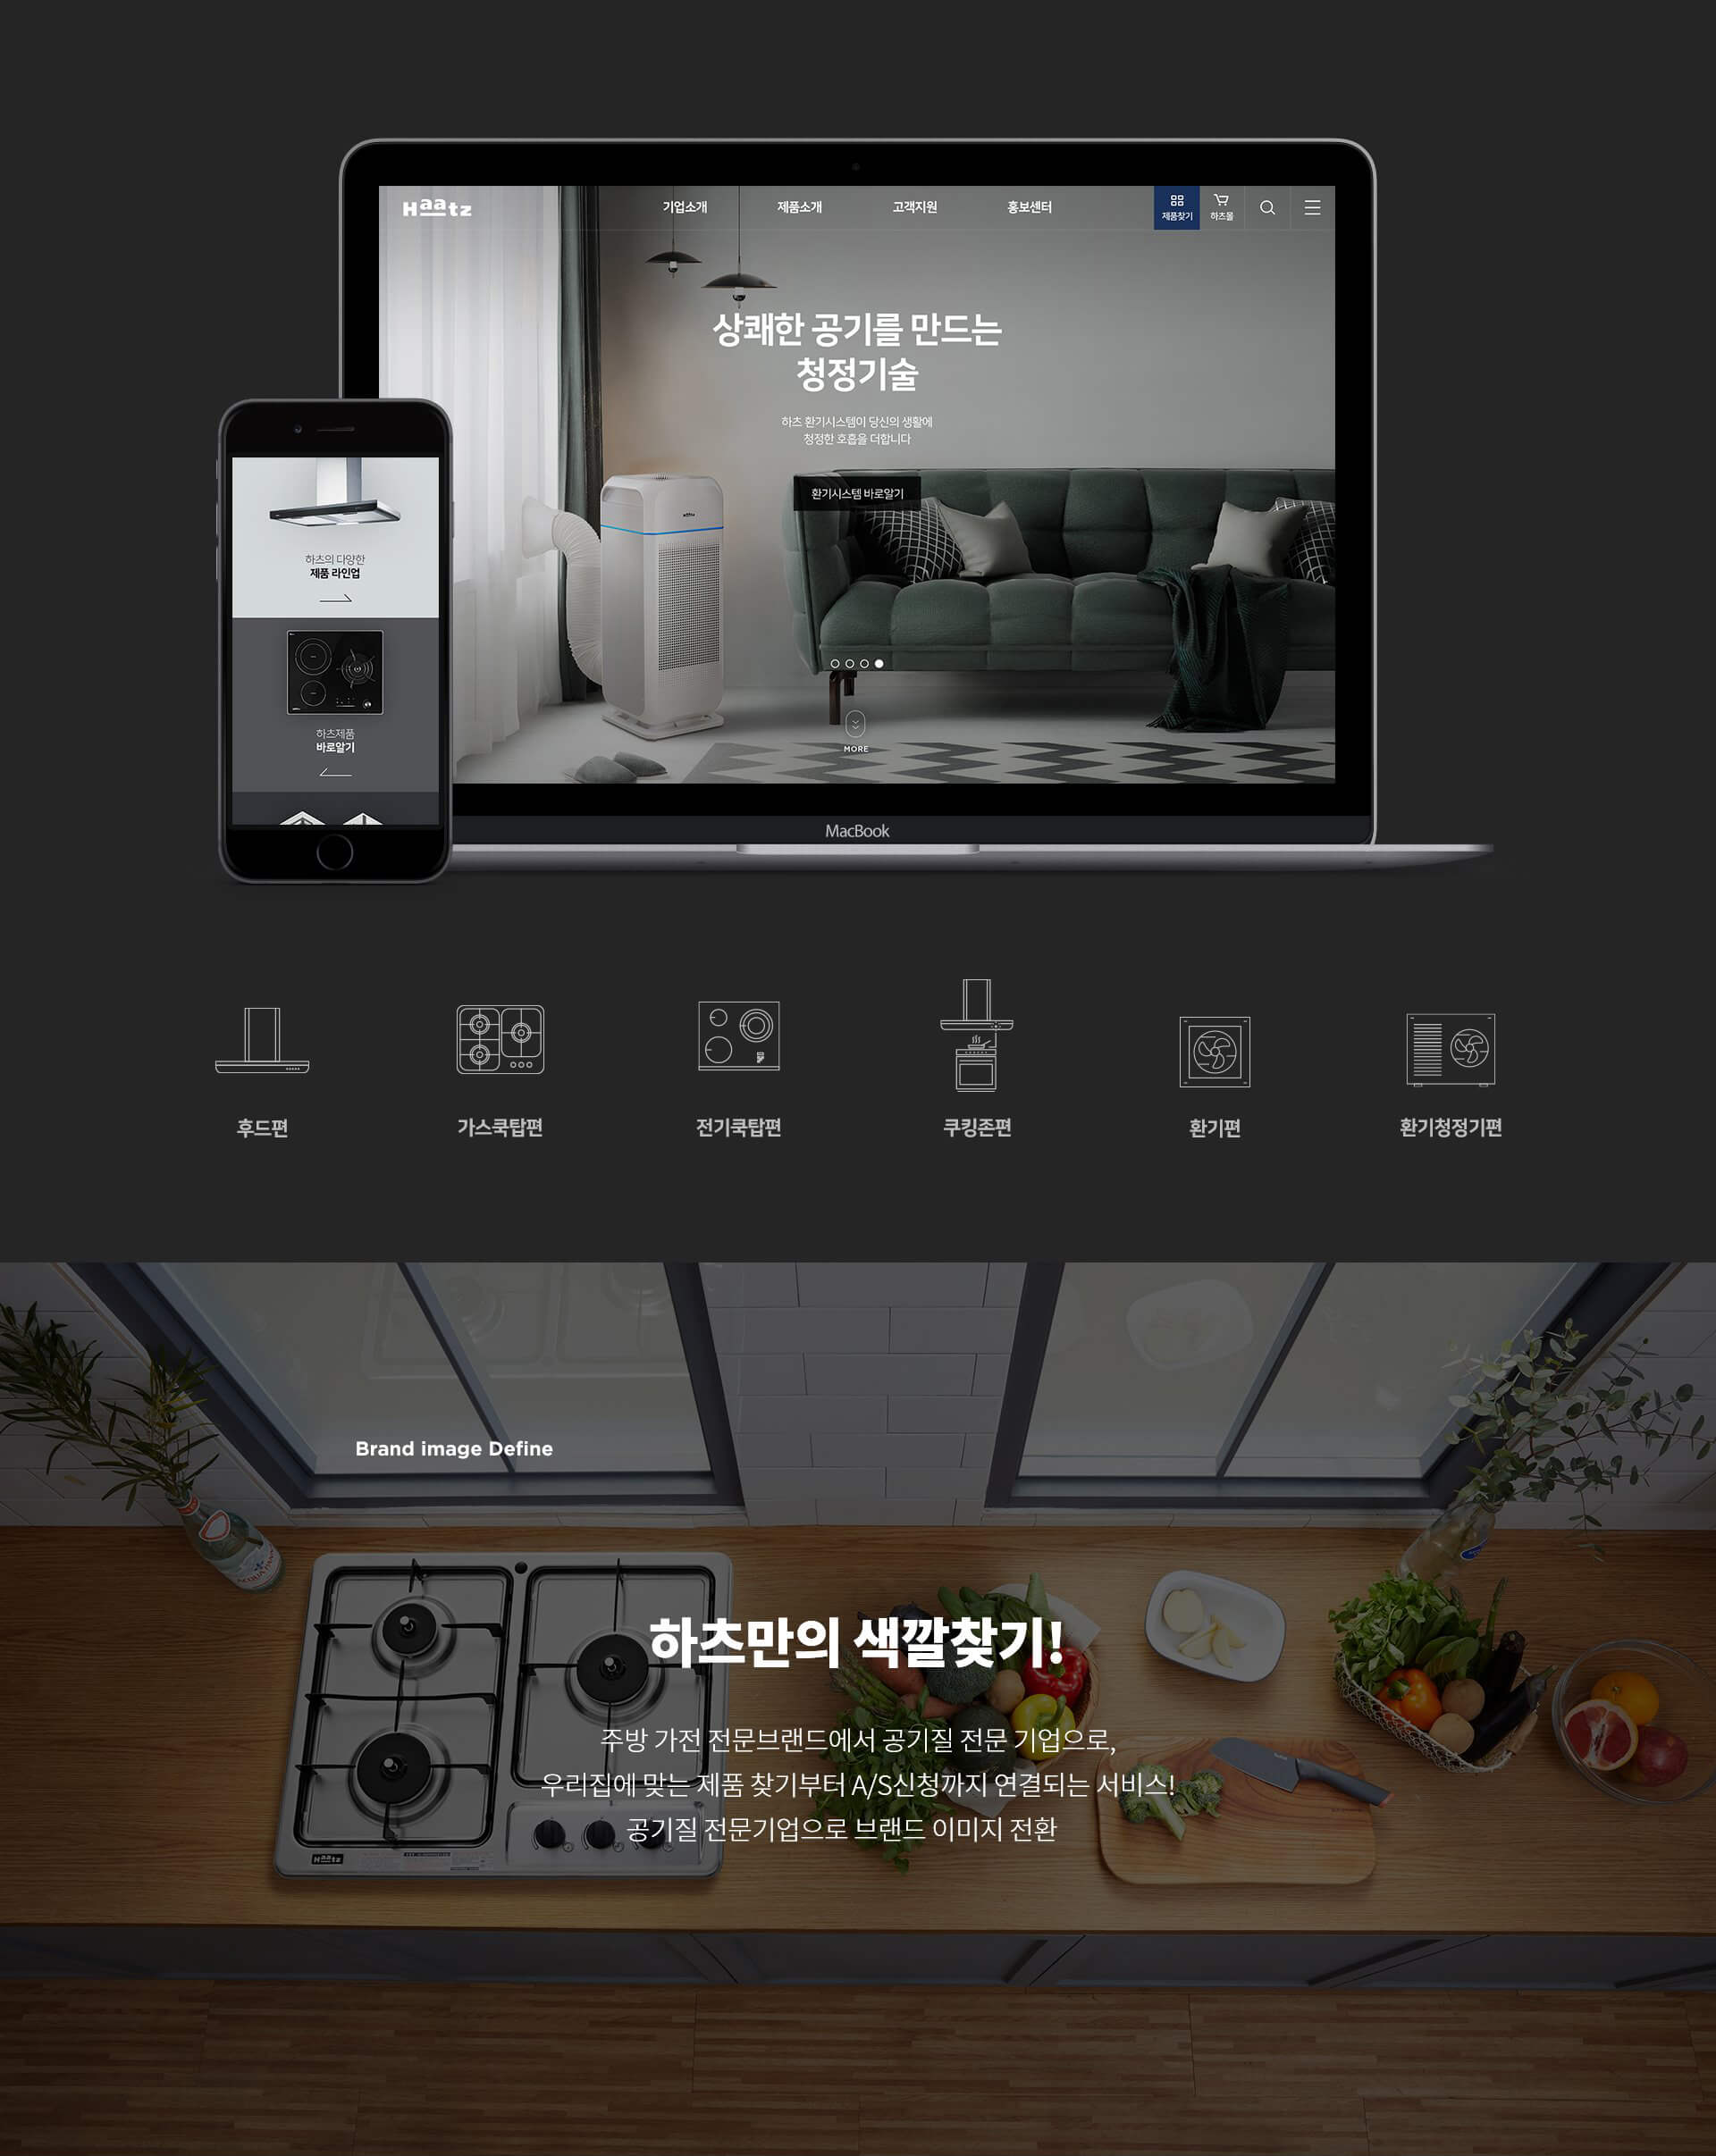 Haatz
기업소개
제품소개
고객지원
홍보센터
제품찾기
하츠몰
상쾌한 공기를 만드는
청정기술
하츠 환기시스템이 당신의 생활에
청정한 호흡을 더합니다
환기시스템 바로알기
MORE
MacBook
하츠의 다양한
제품 라인업
하츠제품
바로알기
후드편
가스쿡탑편
전기쿡탑편
쿠킹존편
환기편
환기청정기편
Brand image Define
ACQUA PANNA
하츠만의 색깔찾기!
주방 가전 전문브랜드에서 공기질 전문 기업으로,
우리집에 맞는 제품 찾기부터 A/S신청까지 연결되는 서비스!
공기질 전문기업으로 브랜드 이미지 전환
Haatz